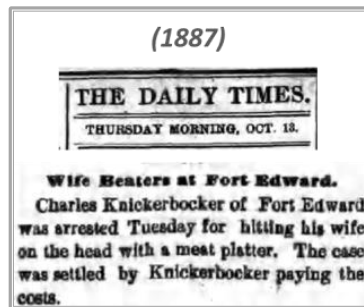 (1887)
THE DAILY TIMES.
THURSDAY MORNING, OCT. 13.
Wife Beaters at Fort Edward.
Charles Knickerbocker of Fort Edward
was arrested Tuesday for hitting his wife
on the head with a meat platter. The case
was settled by Knickerbocker paying the
costs.